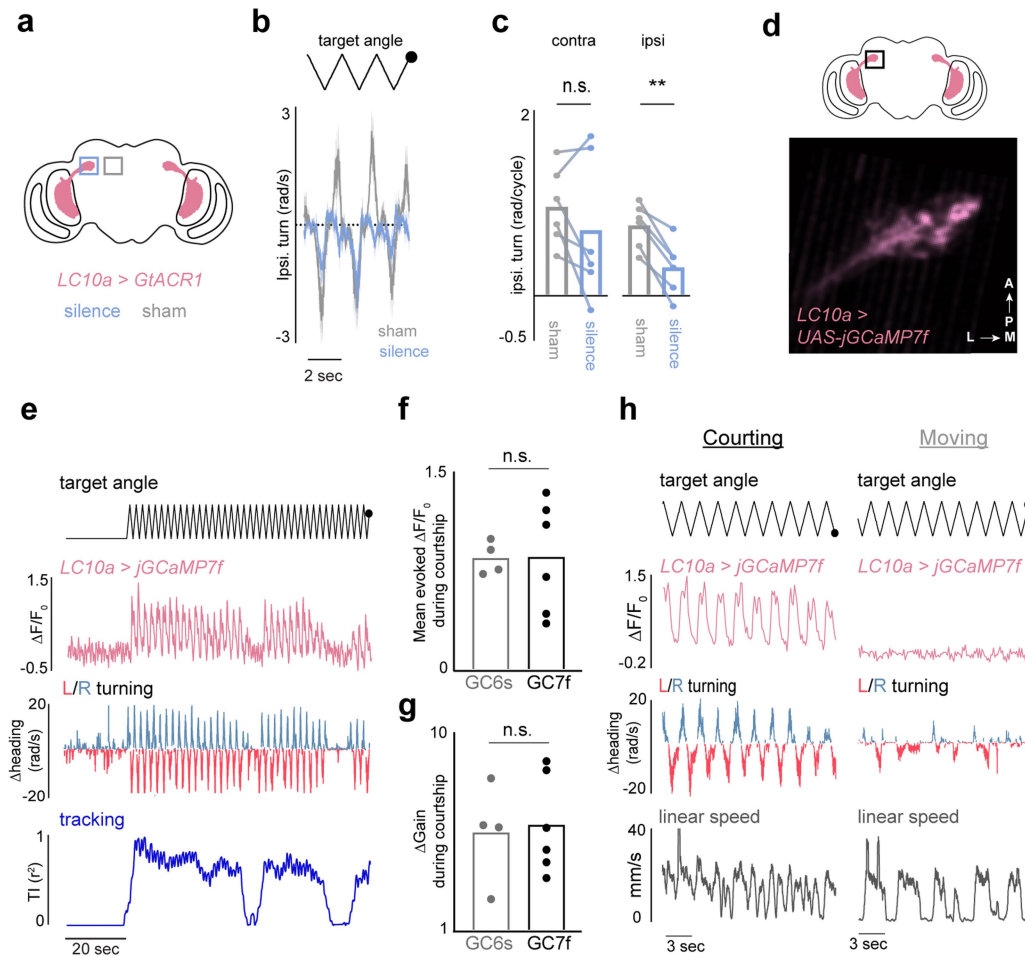 a
LC10a > GtACR1
silence sham
b
target angle
3
Ipsi. turn (rad/s)
-3
sham
silence
2 sec
c
contra ipsi
n.s. **
2
ipsi. turn (rad/cycle)
-0.5
sham silence sham silence
d
LC10a >
UAS-jGCaMP7f
A
P
L M
e
target angle
LC10a > jGCaMP7f
1.5
ΔF/F0
-0.5
L/R turning
20
0
-20
Δheading
(rad/s)
tracking
1
TI (r²)
0
20 sec
f
n.s.
1.5
Mean evoked ΔF/F0
during courtship
0
GC6s GC7f
g
n.s.
10
ΔGain
during courtship
1
GC6s GC7f
h
Courting Moving
target angle target angle
LC10a > jGCaMP7f LC10a > jGCaMP7f
1.5
ΔF/F0
-0.2
L/R turning L/R turning
20
0
-20
Δheading
(rad/s)
linear speed linear speed
40
mm/s
0
3 sec 3 sec